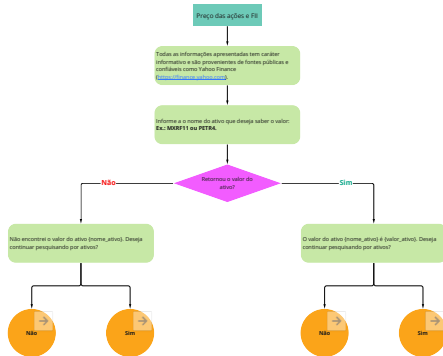 Preço das ações e FII
Todas as informações apresentadas tem caráter
informativo e são provenientes de fontes públicas e
confiáveis como Yahoo Finance
(https://finance.yahoo.com).
Informe a o nome do ativo que deseja saber o valor:
Ex.: MXRF11 ou PETR4.
Retornou o valor do
ativo?
Não
Sim
Não encontrei o valor do ativo {nome_ativo}. Deseja
continuar pesquisando por ativos?
O valor do ativo {nome_ativo} é {valor_ativo}. Deseja
continuar pesquisando por ativos?
Não
Sim
Não
Sim